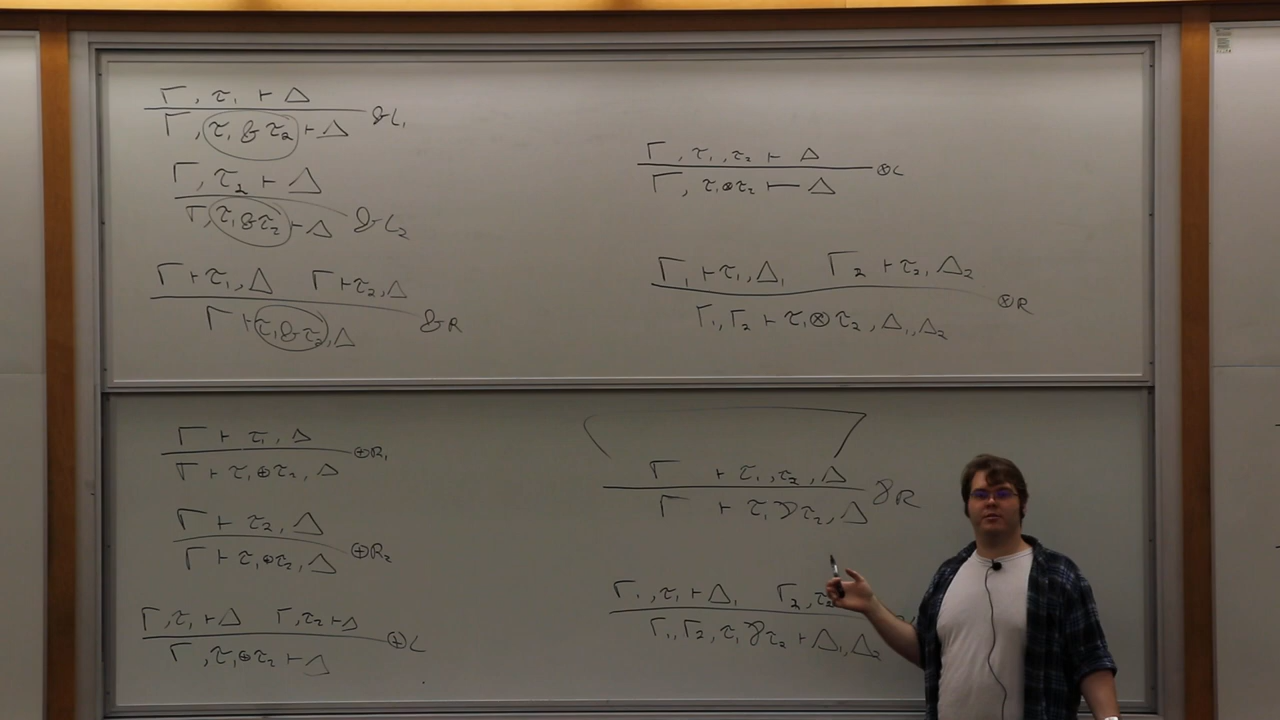 Γ, τ₁ ⊢ Δ
Γ, τ₁ & τ₂ ⊢ Δ &L₁
Γ, τ₂ ⊢ Δ
Γ, τ₁ & τ₂ ⊢ Δ &L₂
Γ ⊢ τ₁, Δ Γ ⊢ τ₂, Δ
Γ ⊢ τ₁ & τ₂, Δ &R
Γ, τ₁, τ₂ ⊢ Δ
Γ, τ₁ ⊗ τ₂ ⊢ Δ ⊗L
Γ₁ ⊢ τ₁, Δ₁ Γ₂ ⊢ τ₂, Δ₂
Γ₁, Γ₂ ⊢ τ₁ ⊗ τ₂, Δ₁, Δ₂ ⊗R
Γ ⊢ τ₁, Δ
Γ ⊢ τ₁ ⊕ τ₂, Δ ⊕R₁
Γ ⊢ τ₂, Δ
Γ ⊢ τ₁ ⊕ τ₂, Δ ⊕R₂
Γ, τ₁ ⊢ Δ Γ, τ₂ ⊢ Δ
Γ, τ₁ ⊕ τ₂ ⊢ Δ ⊕L
Γ ⊢ τ₁, τ₂, Δ
Γ ⊢ τ₁ ⅋ τ₂, Δ ⅋R
Γ₁, τ₁ ⊢ Δ₁ Γ₂, τ₂
Γ₁, Γ₂, τ₁ ⅋ τ₂ ⊢ Δ₁, Δ₂